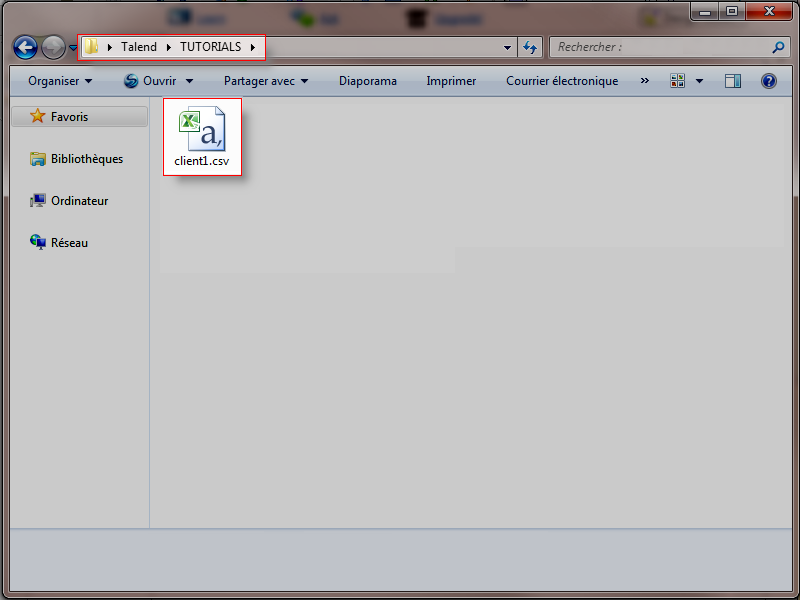 Talend TUTORIALS
Rechercher :
Organiser Ouvrir Partager avec Diaporama Imprimer Courrier électronique »
Favoris
Bibliothèques
Ordinateur
Réseau
client1.csv